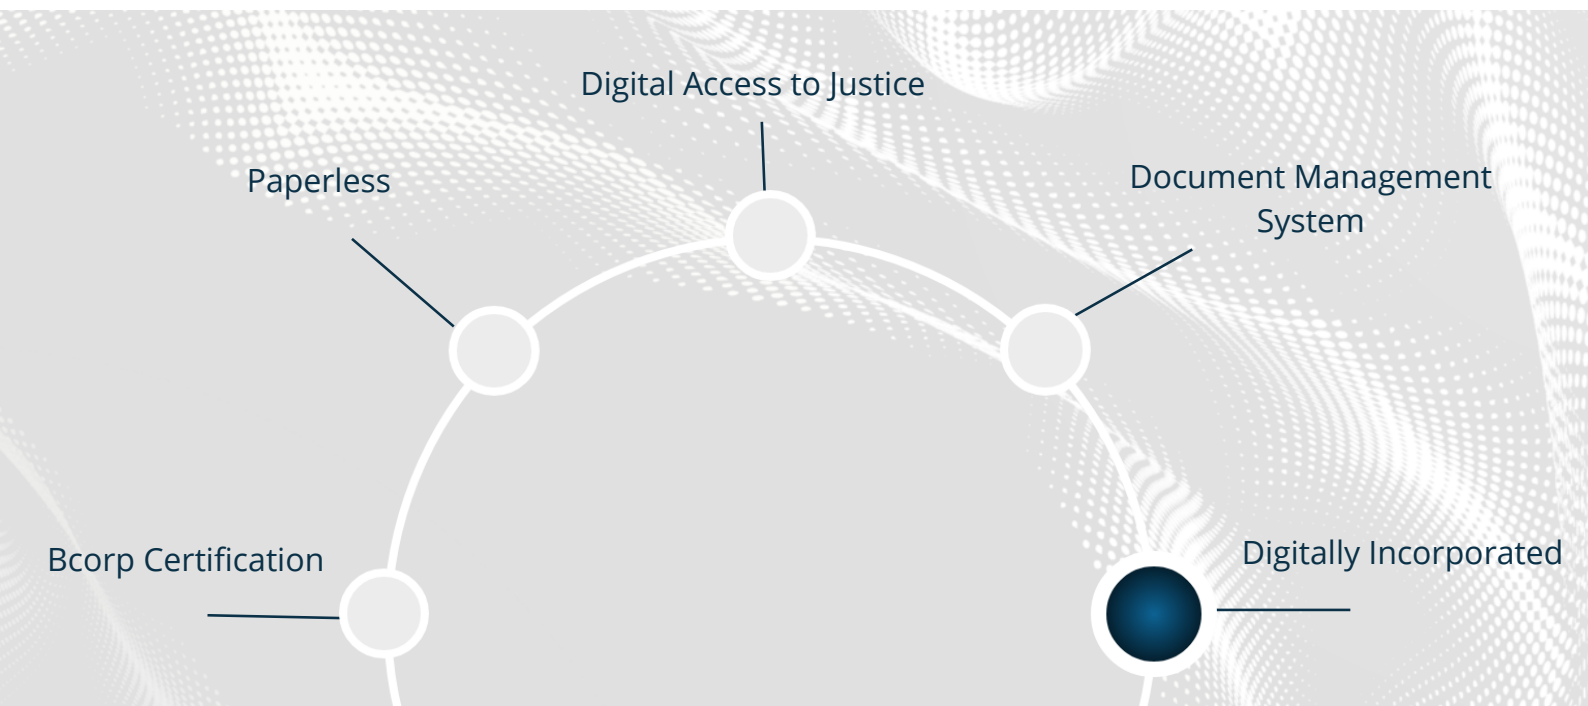 Digital Access to Justice
Paperless
Document Management
System
Bcorp Certification
Digitally Incorporated